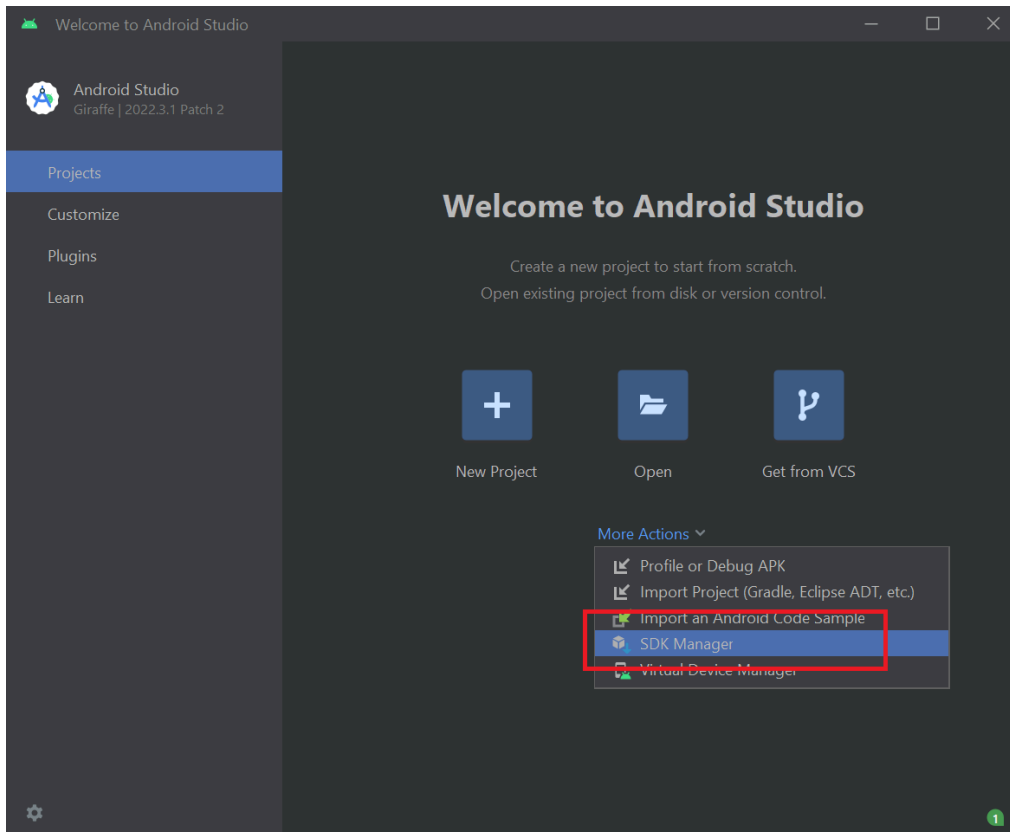 Welcome to Android Studio
Android Studio
Giraffe | 2022.3.1 Patch 2
Projects
Customize
Plugins
Learn
Welcome to Android Studio
Create a new project to start from scratch.
Open existing project from disk or version control.
New Project
Open
Get from VCS
More Actions
Profile or Debug APK
Import Project (Gradle, Eclipse ADT, etc.)
Import an Android Code Sample
SDK Manager
Virtual Device Manager
1